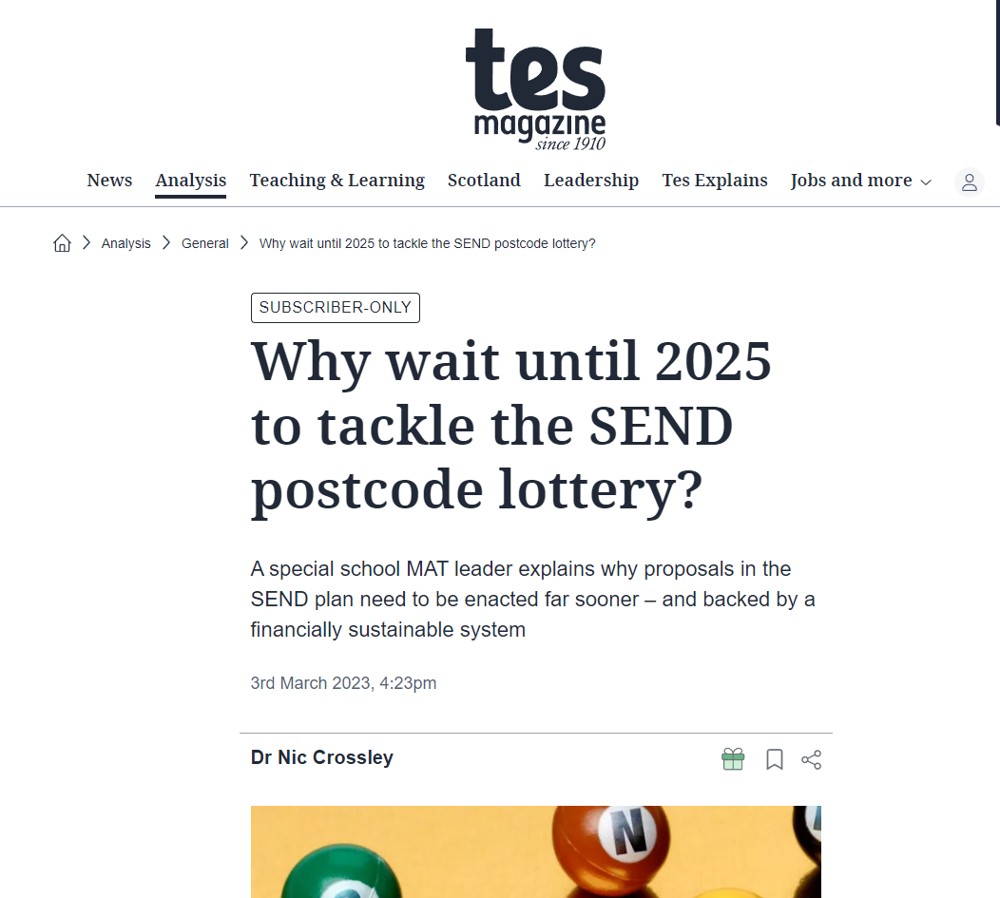 tes
magazine
since 1910
News Analysis Teaching & Learning Scotland Leadership Tes Explains Jobs and more
Analysis General Why wait until 2025 to tackle the SEND postcode lottery?
SUBSCRIBER-ONLY
Why wait until 2025
to tackle the SEND
postcode lottery?
A special school MAT leader explains why proposals in the
SEND plan need to be enacted far sooner – and backed by a
financially sustainable system
3rd March 2023, 4:23pm
Dr Nic Crossley
N